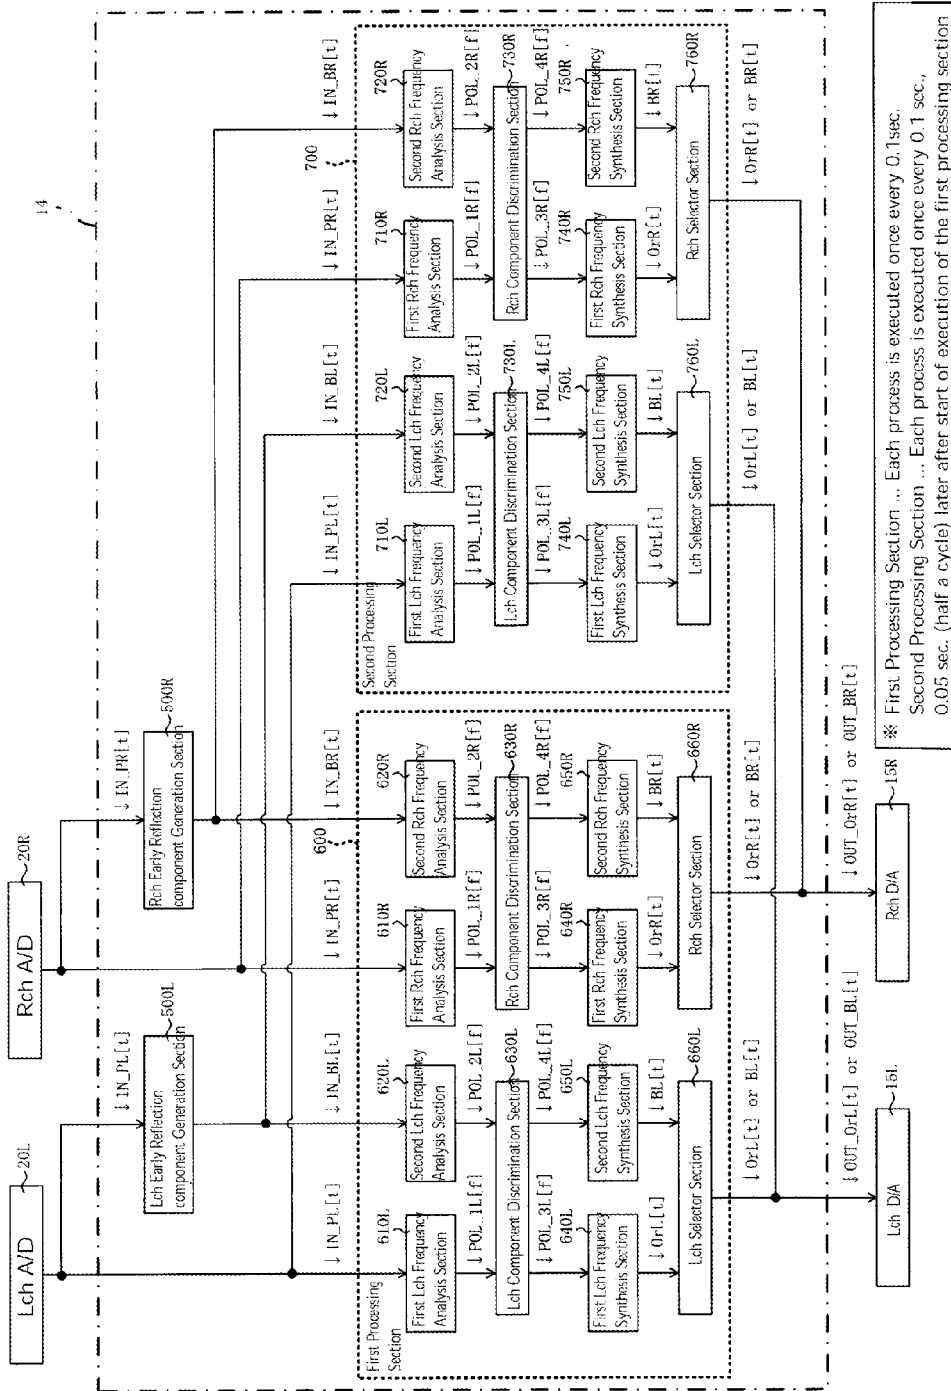 14
Lch A/D
20L
Rch A/D
20R
↓IN_PL[t]
↓IN_PR[t]
Lch Early Reflection
component Generation Section
500L
Rch Early Reflection
component Generation Section
500R
↓IN_PL[t]
↓IN_BL[t]
↓IN_PR[t]
↓IN_BR[t]
First Processing
Section
600
610L
First Lch Frequency
Analysis Section
620L
Second Lch Frequency
Analysis Section
610R
First Rch Frequency
Analysis Section
620R
Second Rch Frequency
Analysis Section
↓POL_1L[f]
↓POL_2L[f]
↓POL_1R[f]
↓POL_2R[f]
Lch Component Discrimination Section
630L
Rch Component Discrimination Section
630R
↓POL_3L[f]
↓POL_4L[f]
↓POL_3R[f]
↓POL_4R[f]
640L
First Lch Frequency
Synthesis Section
650L
Second Lch Frequency
Synthesis Section
640R
First Rch Frequency
Synthesis Section
650R
Second Rch Frequency
Synthesis Section
↓OrL[t]
↓BL[t]
↓OrR[t]
↓BR[t]
Lch Selector Section
660L
Rch Selector Section
660R
↓OrL[t] or BL[t]
↓OrR[t] or BR[t]
↓IN_PL[t]
↓IN_BL[t]
↓IN_PR[t]
↓IN_BR[t]
Second Processing
Section
700
710L
First Lch Frequency
Analysis Section
720L
Second Lch Frequency
Analysis Section
710R
First Rch Frequency
Analysis Section
720R
Second Rch Frequency
Analysis Section
↓POL_1L[f]
↓POL_2L[f]
↓POL_1R[f]
↓POL_2R[f]
Lch Component Discrimination Section
730L
Rch Component Discrimination Section
730R
↓POL_3L[f]
↓POL_4L[f]
↓POL_3R[f]
↓POL_4R[f]
740L
First Lch Frequency
Synthesis Section
750L
Second Lch Frequency
Synthesis Section
740R
First Rch Frequency
Synthesis Section
750R
Second Rch Frequency
Synthesis Section
↓OrL[t]
↓BL[t]
↓OrR[t]
↓BR[t]
Lch Selector Section
760L
Rch Selector Section
760R
↓OrL[t] or BL[t]
↓OrR[t] or BR[t]
↓OUT_OrL[t] or OUT_BL[t]
↓OUT_OrR[t] or OUT_BR[t]
Lch D/A
15L
Rch D/A
15R
※ First Processing Section ... Each process is executed once every 0.1sec.
Second Processing Section ... Each process is executed once every 0.1 sec.,
0.05 sec. (half a cycle) later after start of execution of the first processing section